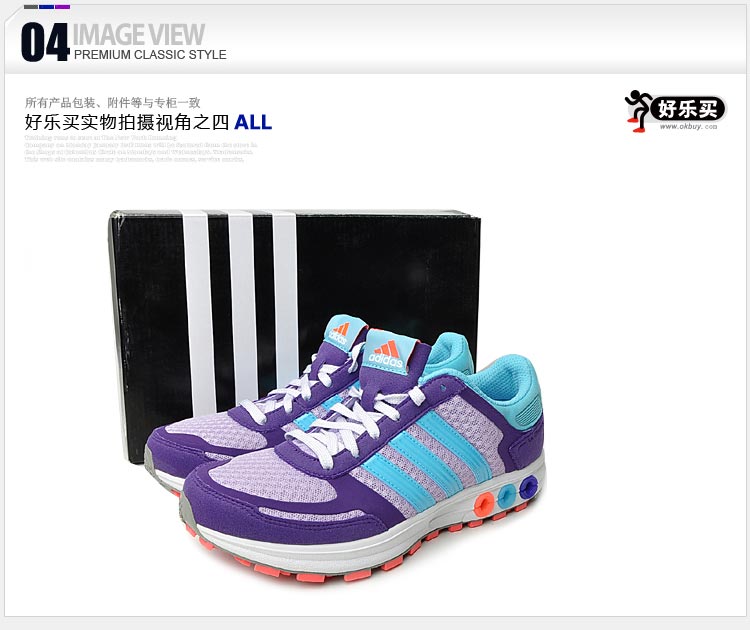 04 IMAGE VIEW
PREMIUM CLASSIC STYLE
所有产品包装、附件等与专柜一致
好乐买实物拍摄视角之四 ALL
好乐买
www.okbuy.com
adidas
adidas